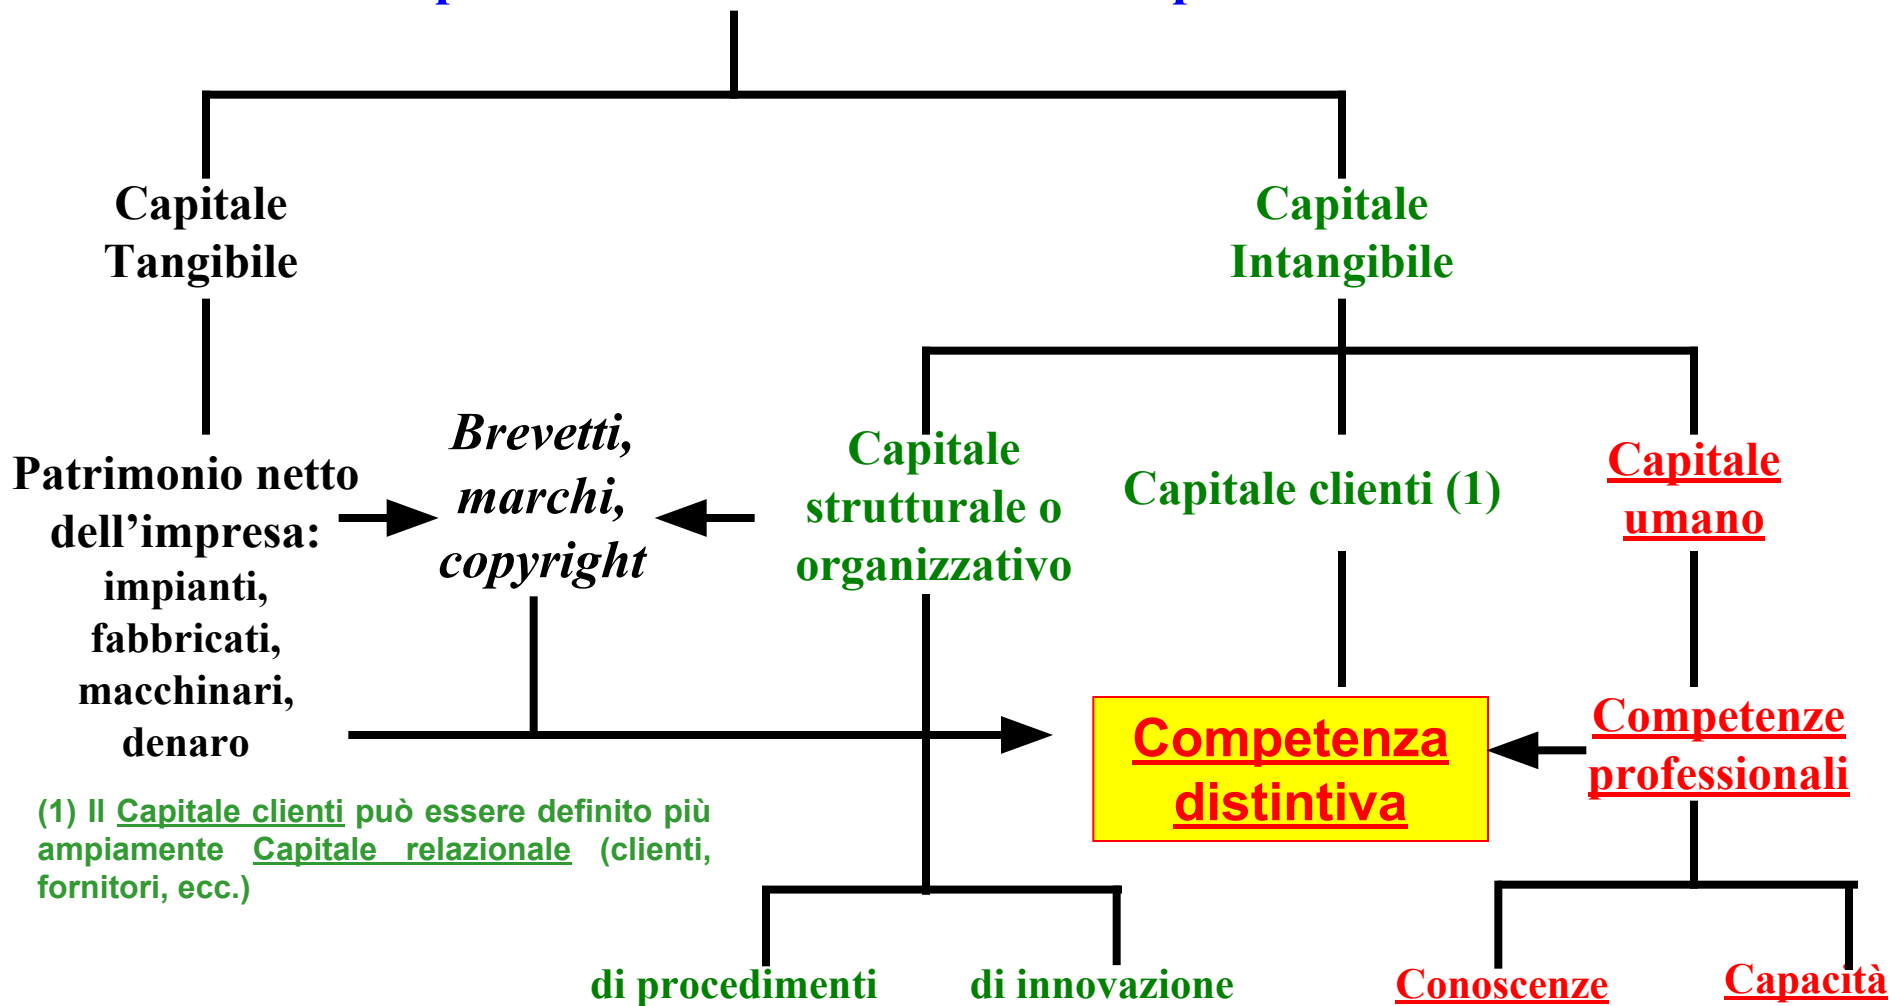 Capitale
Tangibile
Capitale
Intangibile
Patrimonio netto
dell’impresa:
impianti,
fabbricati,
macchinari,
denaro
Brevetti,
marchi,
copyright
Capitale
strutturale o
organizzativo
Capitale clienti (1)
Capitale
umano
Competenza
distintiva
Competenze
professionali
(1) Il Capitale clienti può essere definito più
ampiamente Capitale relazionale (clienti,
fornitori, ecc.)
di procedimenti
di innovazione
Conoscenze
Capacità